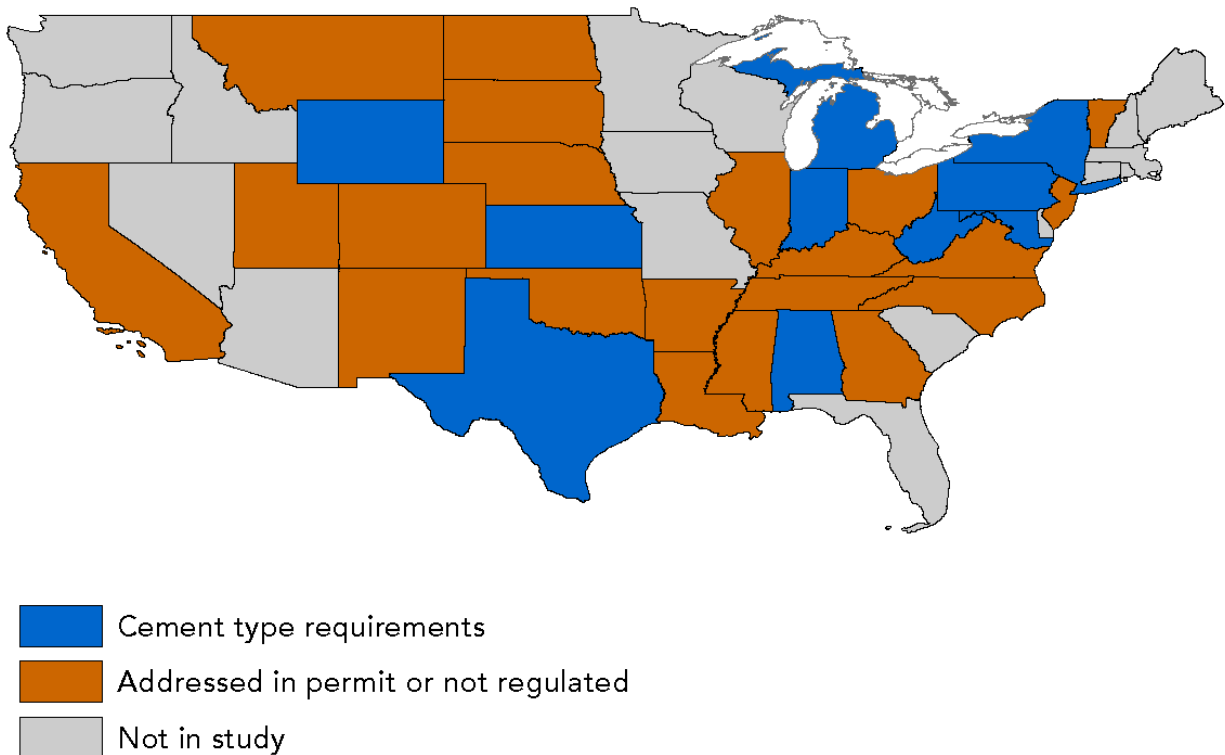 Cement type requirements
Addressed in permit or not regulated
Not in study